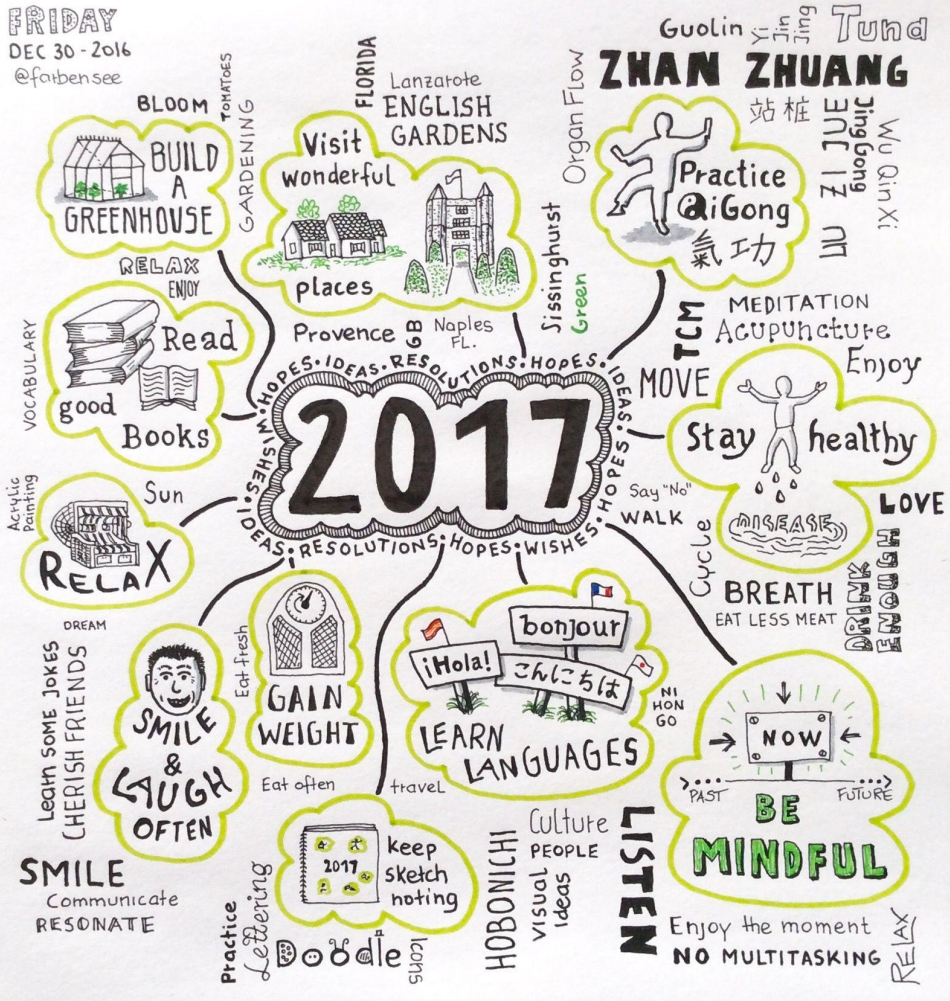 FRIDAY
DEC 30 - 2016
@farbensee
BLOOM
TOMATOES
GARDENING
BUILD
A
GREENHOUSE
RELAX
ENJOY
FLORIDA
Lanzarote
ENGLISH
GARDENS
Visit
wonderful
places
Provence
GB
Naples
FL.
Sissinghurst
Green
Guolin
Yi
Jin
Jing
Tuna
ZHAN ZHUANG
站桩
Organ Flow
Jing Gong
Wu Qin Xi
Practice
QiGong
氣功
TCM
MEDITATION
Acupuncture
Enjoy
MOVE
Stay healthy
DISEASE
Say "No"
WALK
Cycle
LOVE
BREATH
EAT LESS MEAT
DRINK
ENOUGH
VOCABULARY
Read
good
Books
Acrylic
Painting
Sun
RELAX
DREAM
WISHES·HOPES·IDEAS·RESOLUTIONS·HOPES·IDEAS·HOPES·
2017
IDEAS:RESOLUTIONS:HOPES:WISHES
Learn SOME JOKES
CHERISH FRIENDS
SMILE
&
LAUGH
OFTEN
SMILE
Communicate
RESONATE
Eat fresh
GAIN
WEIGHT
Eat often
travel
bonjour
¡Hola!
こんにちは
LEARN
LANGUAGES
NI
HON
GO
2017
keep
sketch
noting
Practice
Lettering
Doodle
Icons
HOBONICHI
Culture
PEOPLE
Visual
Ideas
LISTEN
NOW
PAST
FUTURE
BE
MINDFUL
Enjoy the moment
NO MULTITASKING
RELAX